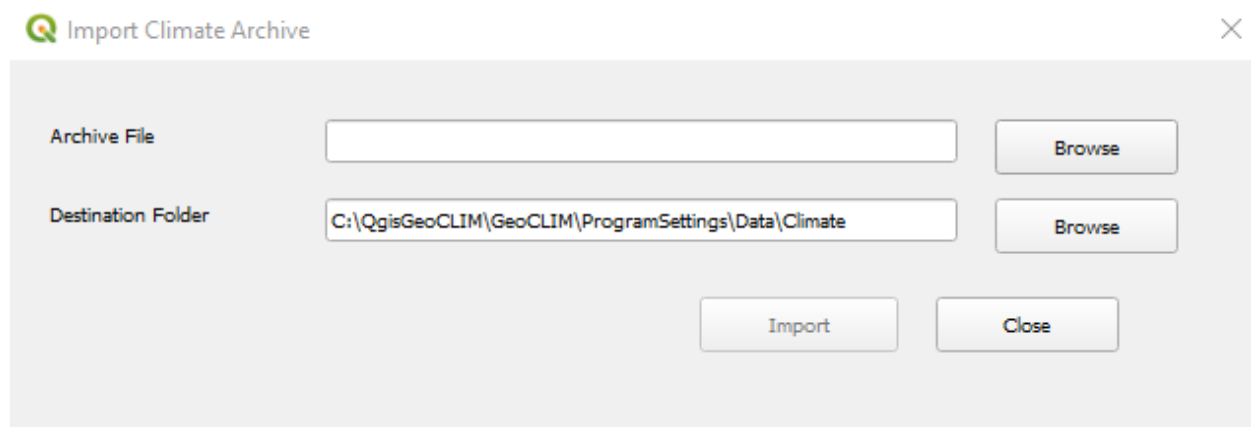 Import Climate Archive
Archive File
Browse
Destination Folder
C:\QgisGeoCLIM\GeoCLIM\ProgramSettings\Data\Climate
Browse
Import
Close